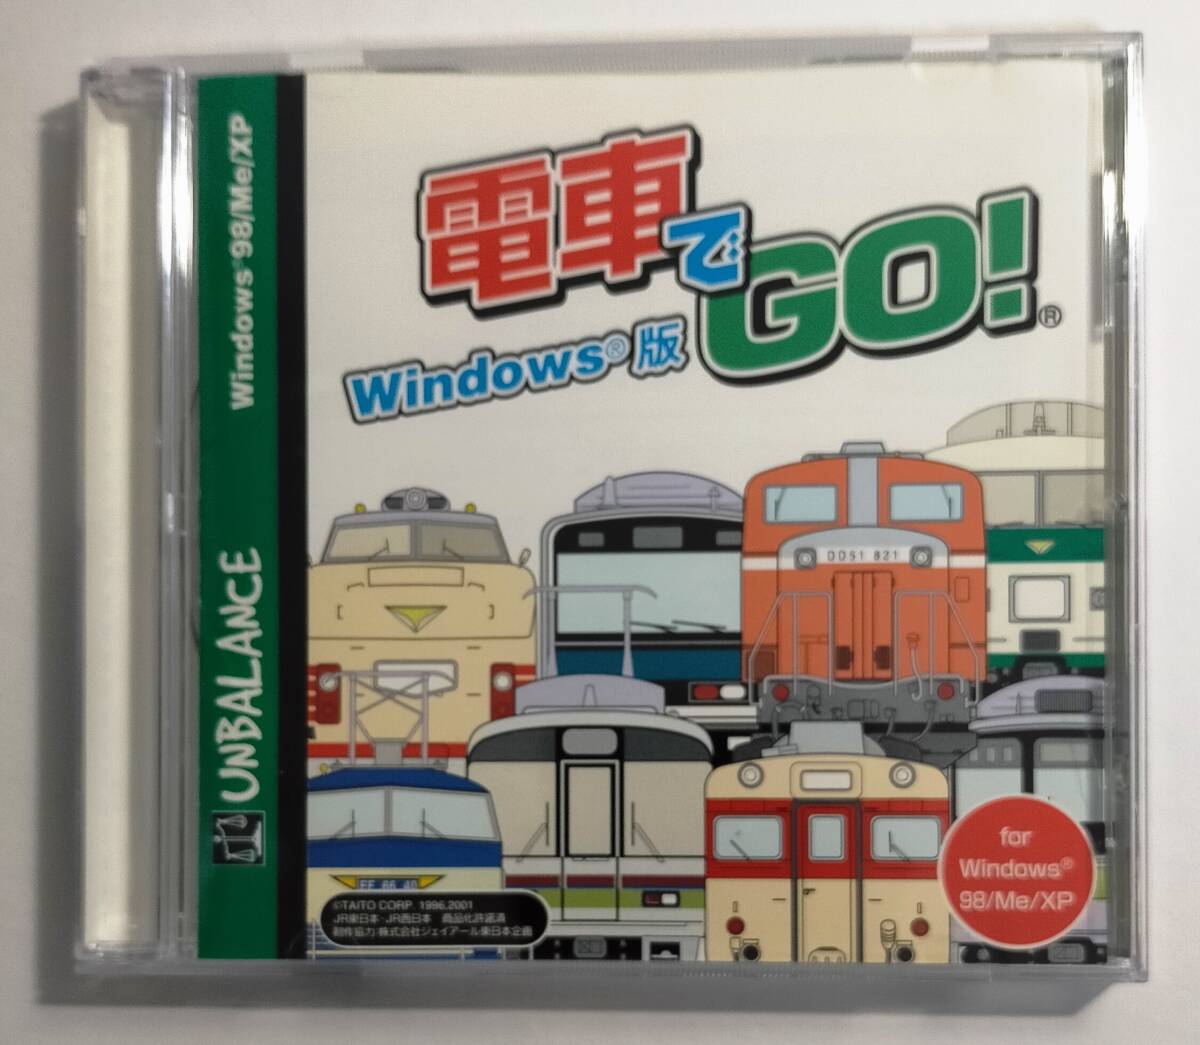 Windows® 98/Me/XP
UNBALANCE
電車でGO!®
Windows®版
DD51 821
EF 66 40
for
Windows®
98/Me/XP
©TAITO CORP. 1996,2001
JR東日本・JR西日本 商品化許諾済
制作協力:株式会社ジェイアール東日本企画